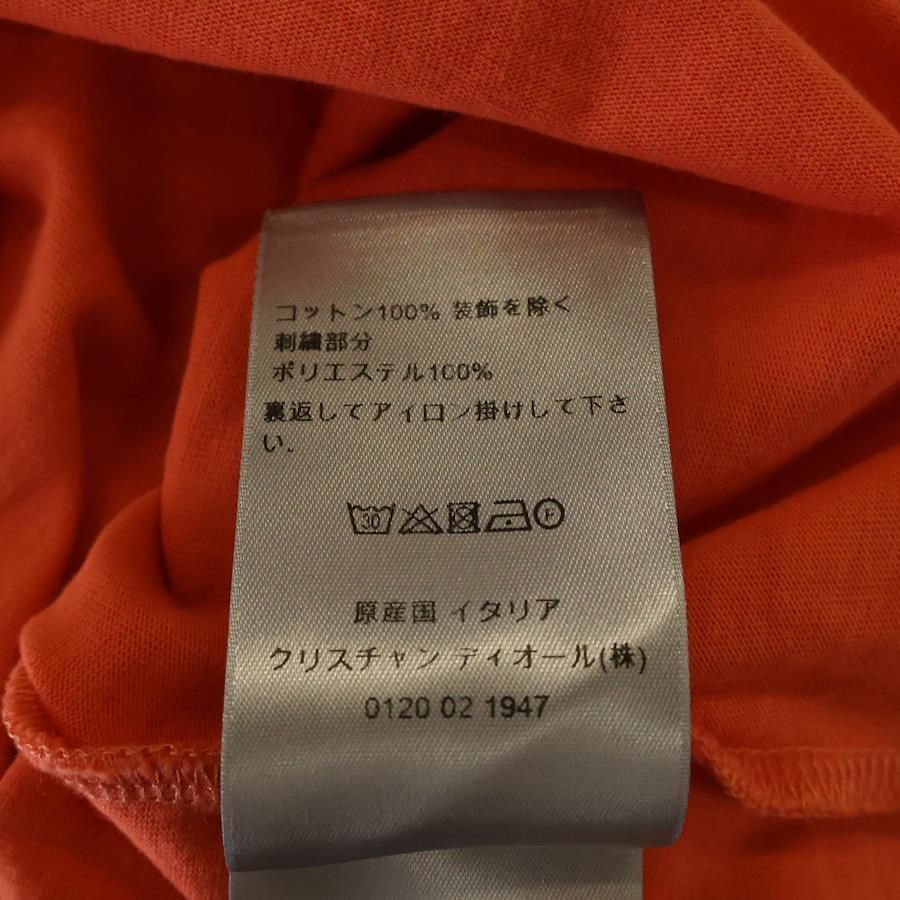 コットン100% 装飾を除く
刺繍部分
ポリエステル100%
裏返してアイロン掛けして下さ
い.
30 F
原産国 イタリア
クリスチャン ディオール(株)
0120 02 1947